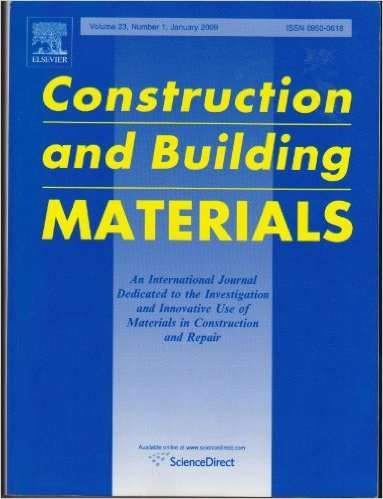 Volume 23, Number 1, January 2009
ISSN 0950-0618
ELSEVIER
Construction
and Building
MATERIALS
An International Journal
Dedicated to the Investigation
and Innovative Use of
Materials in Construction
and Repair
Available online at www.sciencedirect.com
ScienceDirect